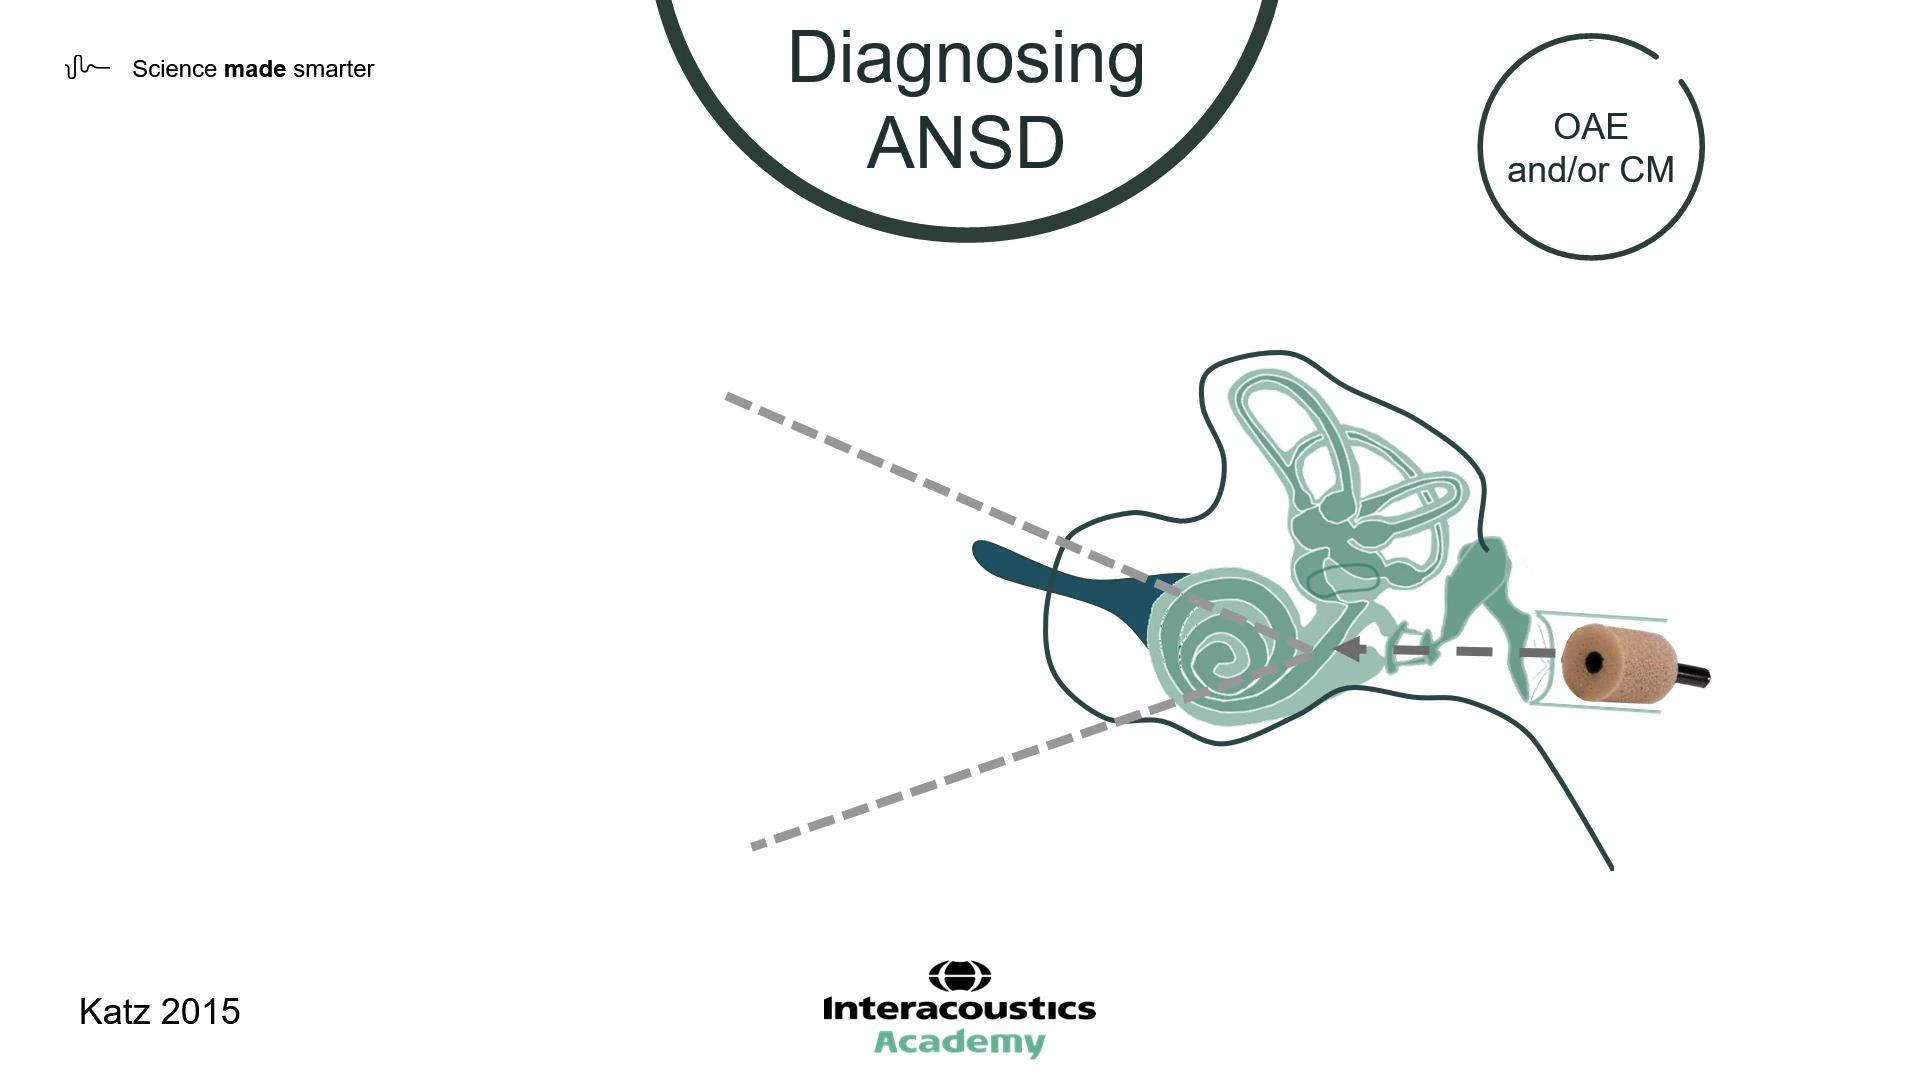 Science made smarter
Diagnosing
ANSD
OAE
and/or CM
Katz 2015
Interacoustics
Academy